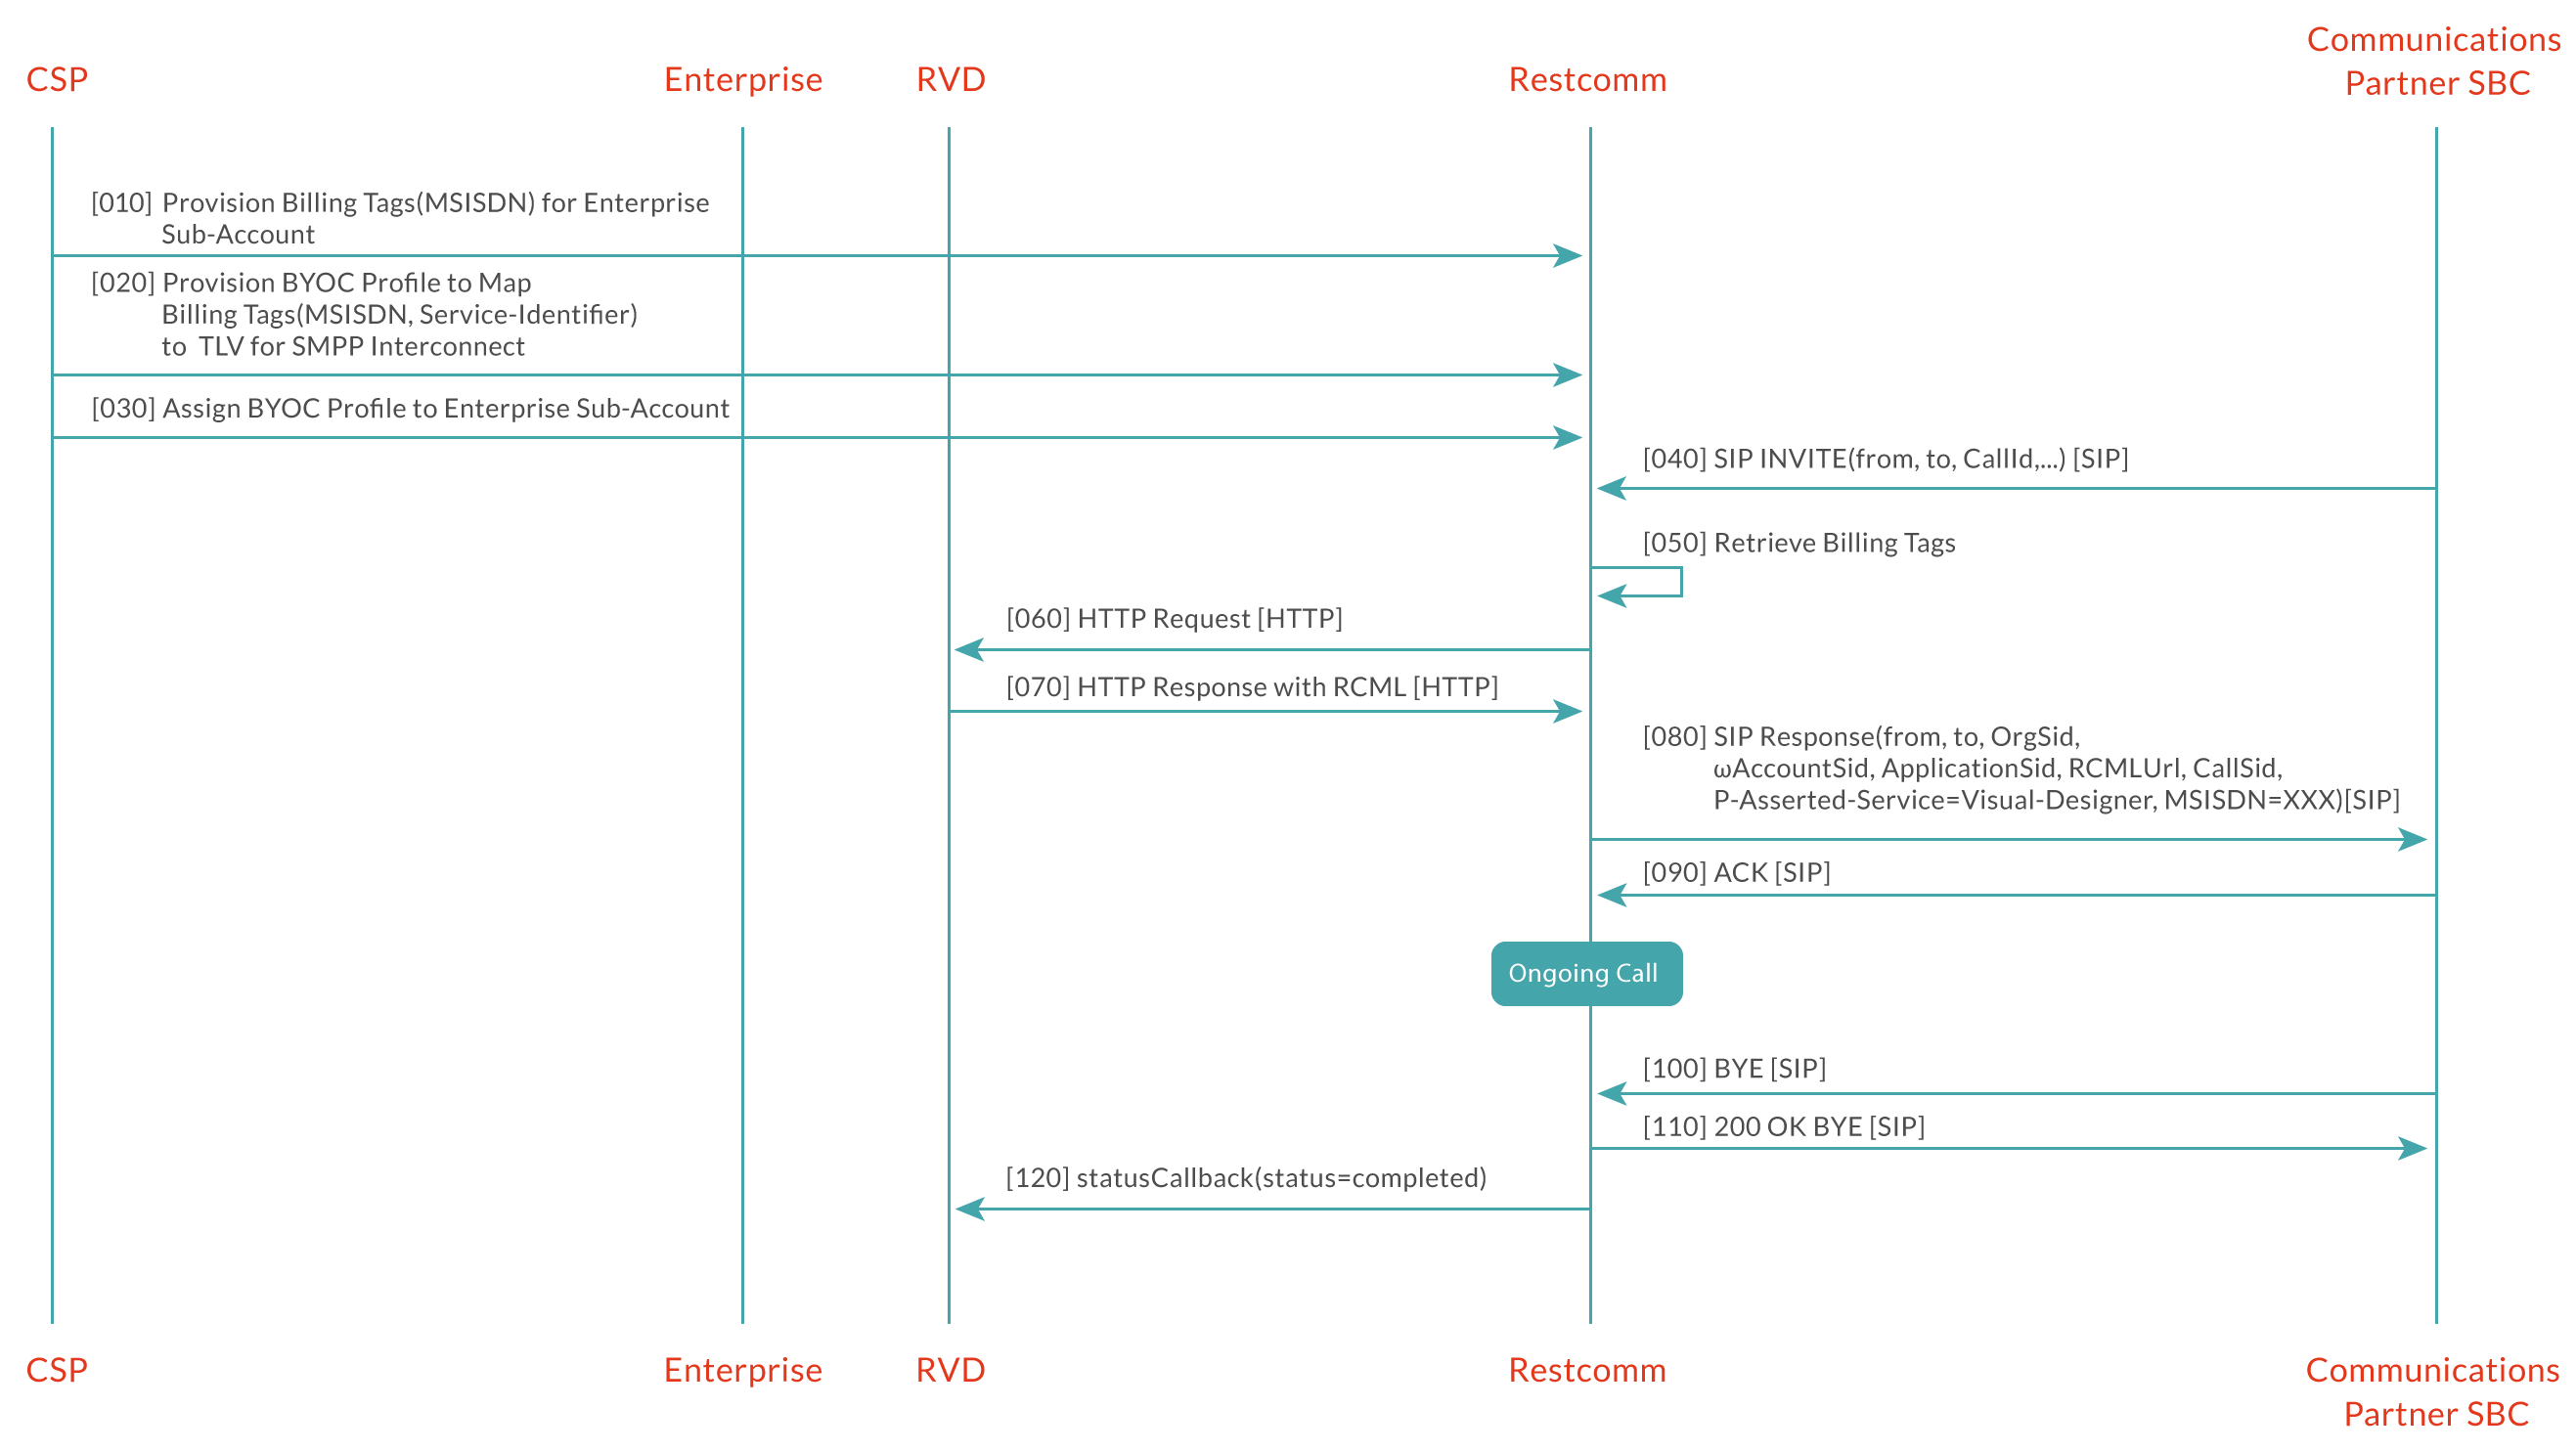 Communications
Partner SBC
CSP
Enterprise
RVD
Restcomm
[010] Provision Billing Tags(MSISDN) for Enterprise
Sub-Account
[020] Provision BYOC Profile to Map
Billing Tags(MSISDN, Service-Identifier)
to TLV for SMPP Interconnect
[030] Assign BYOC Profile to Enterprise Sub-Account
[040] SIP INVITE(from, to, CallId,...) [SIP]
[050] Retrieve Billing Tags
[060] HTTP Request [HTTP]
[070] HTTP Response with RCML [HTTP]
[080] SIP Response(from, to, OrgSid,
ωAccountSid, ApplicationSid, RCMLUrl, CallSid,
P-Asserted-Service=Visual-Designer, MSISDN=XXX)[SIP]
[090] ACK [SIP]
Ongoing Call
[100] BYE [SIP]
[110] 200 OK BYE [SIP]
[120] statusCallback(status=completed)
CSP
Enterprise
RVD
Restcomm
Communications
Partner SBC